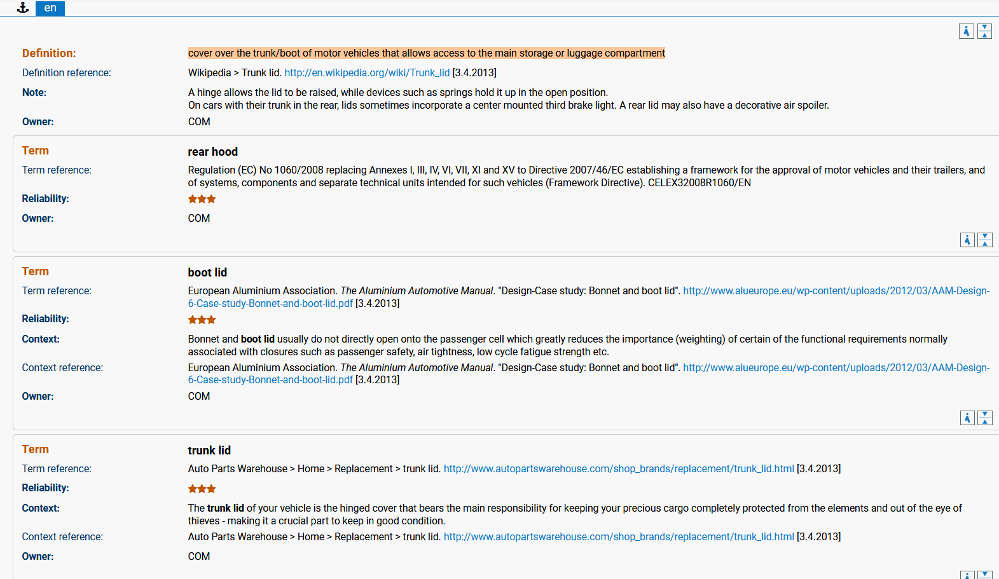 en
Definition: cover over the trunk/boot of motor vehicles that allows access to the main storage or luggage compartment
Definition reference: Wikipedia > Trunk lid. http://en.wikipedia.org/wiki/Trunk_lid [3.4.2013]
Note: A hinge allows the lid to be raised, while devices such as springs hold it up in the open position.
On cars with their trunk in the rear, lids sometimes incorporate a center mounted third brake light. A rear lid may also have a decorative air spoiler.
Owner: COM
Term rear hood
Term reference: Regulation (EC) No 1060/2008 replacing Annexes I, III, IV, VI, VII, XI and XV to Directive 2007/46/EC establishing a framework for the approval of motor vehicles and their trailers, and
of systems, components and separate technical units intended for such vehicles (Framework Directive). CELEX32008R1060/EN
Reliability:
Owner: COM
Term boot lid
Term reference: European Aluminium Association. The Aluminium Automotive Manual. "Design-Case study: Bonnet and boot lid". http://www.alueurope.eu/wp-content/uploads/2012/03/AAM-Design-
6-Case-study-Bonnet-and-boot-lid.pdf [3.4.2013]
Reliability:
Context: Bonnet and boot lid usually do not directly open onto the passenger cell which greatly reduces the importance (weighting) of certain of the functional requirements normally
associated with closures such as passenger safety, air tightness, low cycle fatigue strength etc.
Context reference: European Aluminium Association. The Aluminium Automotive Manual. "Design-Case study: Bonnet and boot lid". http://www.alueurope.eu/wp-content/uploads/2012/03/AAM-Design-
6-Case-study-Bonnet-and-boot-lid.pdf [3.4.2013]
Owner: COM
Term trunk lid
Term reference: Auto Parts Warehouse > Home > Replacement > trunk lid. http://www.autopartswarehouse.com/shop_brands/replacement/trunk_lid.html [3.4.2013]
Reliability:
Context: The trunk lid of your vehicle is the hinged cover that bears the main responsibility for keeping your precious cargo completely protected from the elements and out of the eye of
thieves - making it a crucial part to keep in good condition.
Context reference: Auto Parts Warehouse > Home > Replacement > trunk lid. http://www.autopartswarehouse.com/shop_brands/replacement/trunk_lid.html [3.4.2013]
Owner: COM